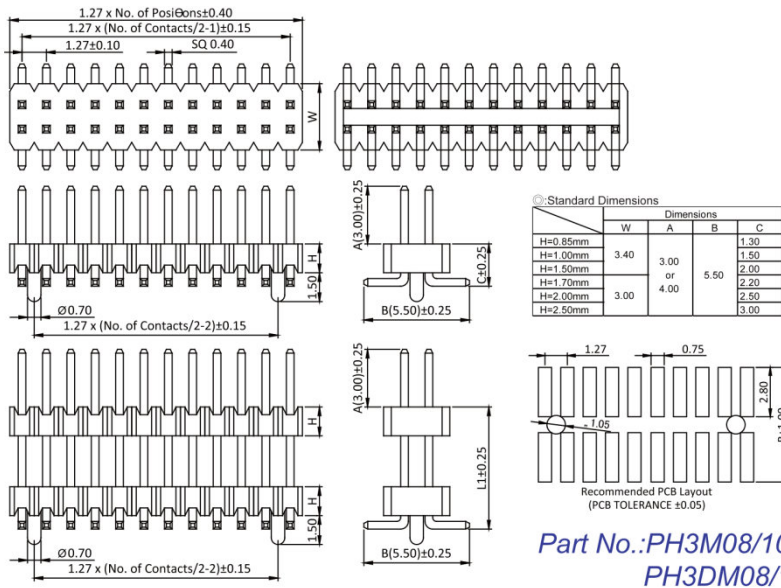 1.27 x No. of PosiƟons±0.40
1.27 x (No. of Contacts/2-1)±0.15
1.27±0.10
SQ 0.40
W
A(3.00)±0.25
H
1.50
Ø0.70
1.27 x (No. of Contacts/2-2)±0.15
C±0.25
B(5.50)±0.25
◎:Standard Dimensions
Dimensions
W A B C
H=0.85mm 3.40 3.00 or 4.00 5.50 1.30
H=1.00mm 1.50
H=1.50mm 2.00
H=1.70mm 3.00 2.20
H=2.00mm 2.50
H=2.50mm 3.00
A(3.00)±0.25
H
H
1.50
Ø0.70
1.27 x (No. of Contacts/2-2)±0.15
L1±0.25
B(5.50)±0.25
1.27
0.75
2.80
1.05
Recommended PCB Layout
(PCB TOLERANCE ±0.05)
Part No.:PH3M08/10
PH3DM08/